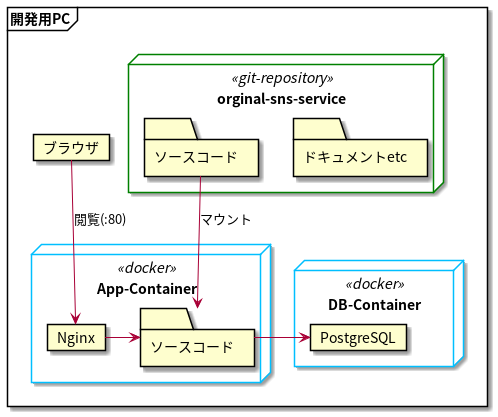 開発用PC
«git-repository»
orginal-sns-service
ソースコード
ドキュメントetc
ブラウザ
閲覧(:80)
マウント
«docker»
App-Container
Nginx
ソースコード
«docker»
DB-Container
PostgreSQL